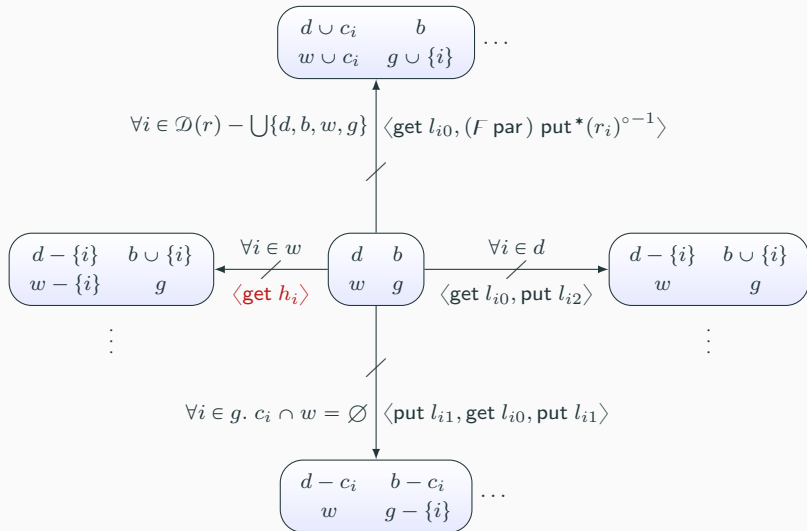 d ∪ c_i b
w ∪ c_i g ∪ {i} ⋯
∀i ∈ 𝒟(r) − ⋃{d, b, w, g} ⟨get l_{i0}, (F par) put*(r_i)^{∘−1}⟩
∀i ∈ w ∀i ∈ d
d − {i} b ∪ {i} d b d − {i} b ∪ {i}
w − {i} g w g w g
⟨get h_i⟩ ⟨get l_{i0}, put l_{i2}⟩
⋮ ⋮
∀i ∈ g. c_i ∩ w = ∅ ⟨put l_{i1}, get l_{i0}, put l_{i1}⟩
d − c_i b − c_i
w g − {i} ⋯